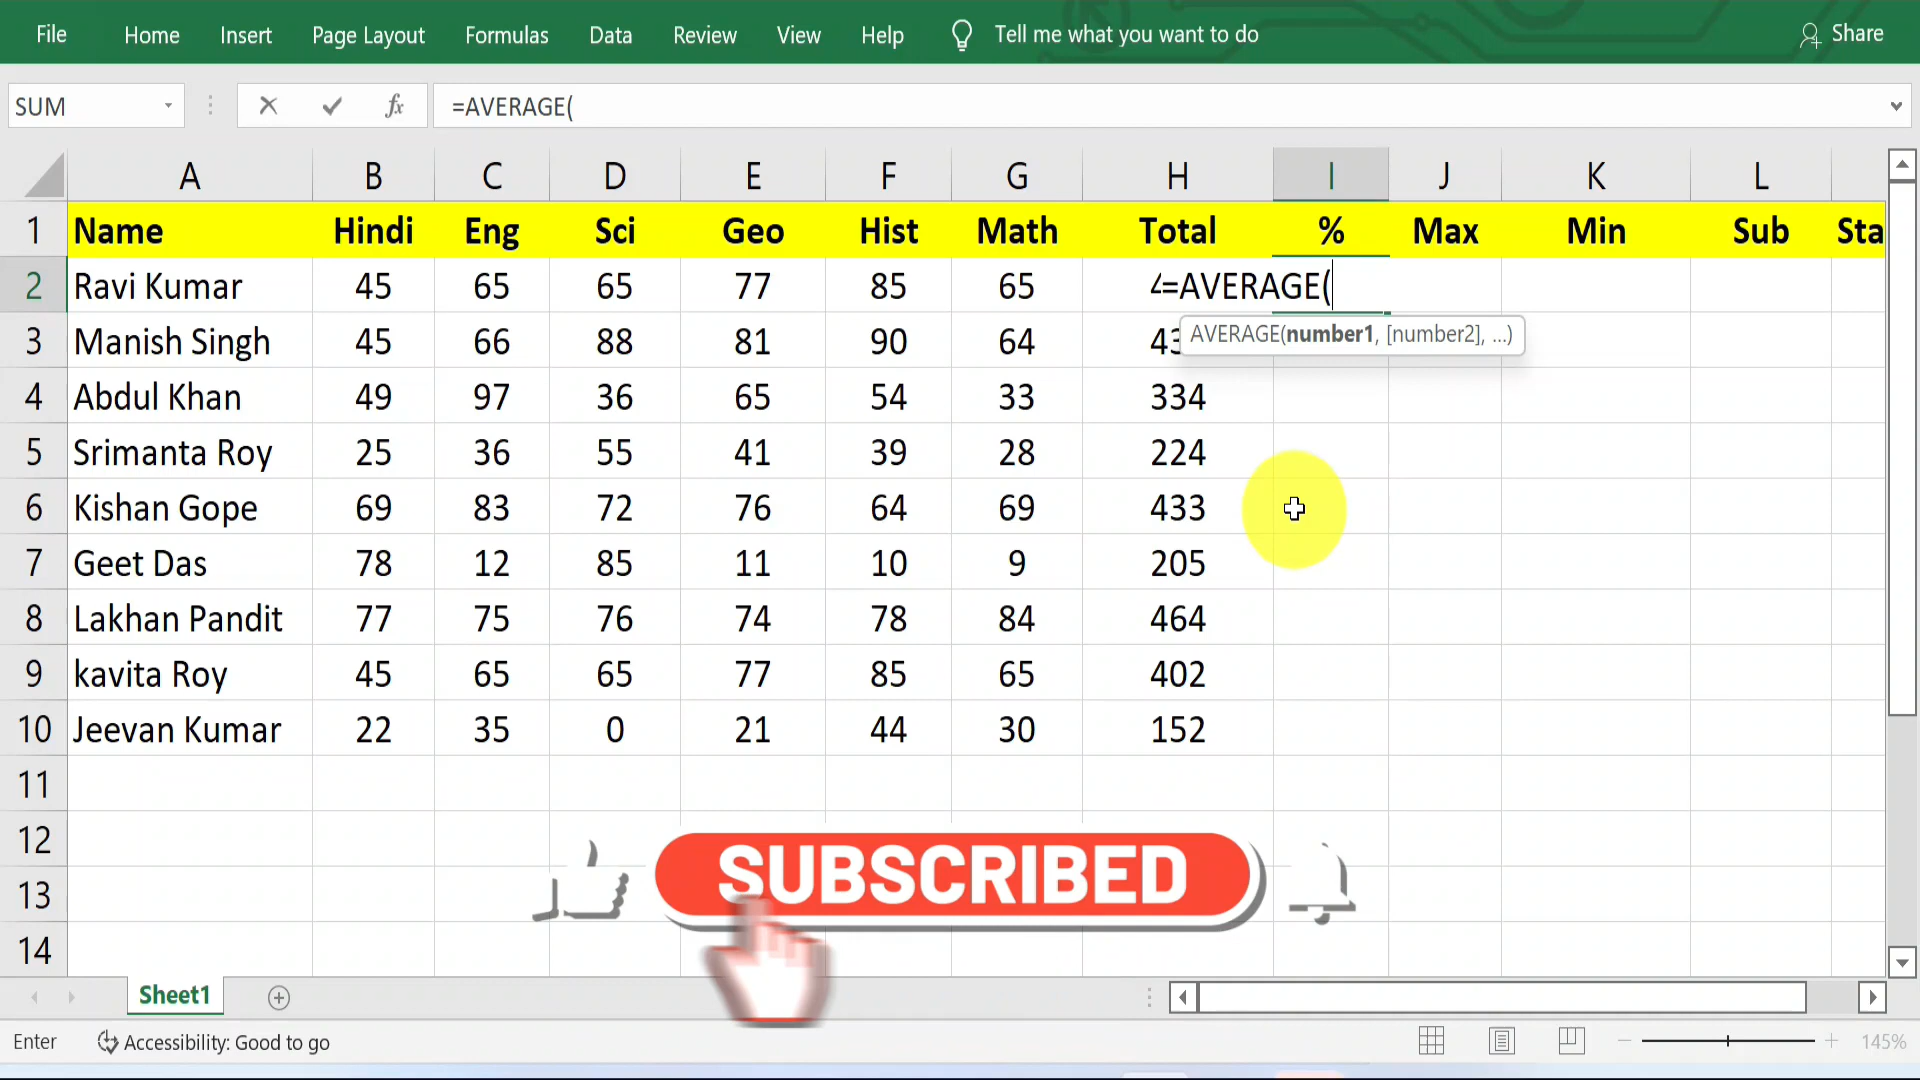 File Home Insert Page Layout Formulas Data Review View Help Tell me what you want to do Share
SUM fx =AVERAGE(
A B C D E F G H I J K L
1 Name Hindi Eng Sci Geo Hist Math Total % Max Min Sub Sta
2 Ravi Kumar 45 65 65 77 85 65 4=AVERAGE(
AVERAGE(number1, [number2], ...)
3 Manish Singh 45 66 88 81 90 64 43
4 Abdul Khan 49 97 36 65 54 33 334
5 Srimanta Roy 25 36 55 41 39 28 224
6 Kishan Gope 69 83 72 76 64 69 433
7 Geet Das 78 12 85 11 10 9 205
8 Lakhan Pandit 77 75 76 74 78 84 464
9 kavita Roy 45 65 65 77 85 65 402
10 Jeevan Kumar 22 35 0 21 44 30 152
11
12
13
SUBSCRIBED
14
Sheet1
Enter Accessibility: Good to go 145%